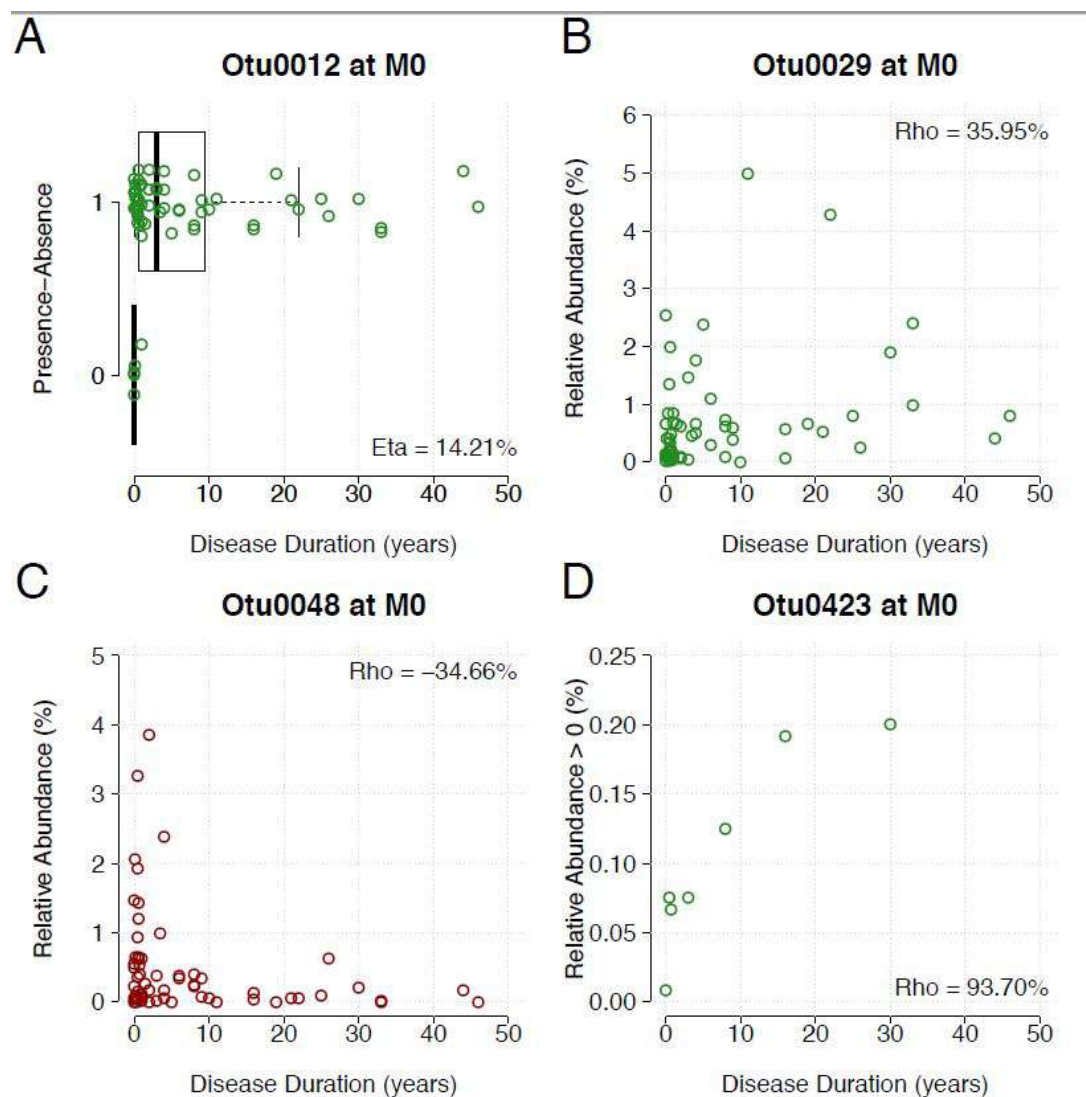 A
Otu0012 at M0
Presence–Absence
1
0
Eta = 14.21%
0 10 20 30 40 50
Disease Duration (years)
B
Otu0029 at M0
Relative Abundance (%)
6
5
4
3
2
1
0
Rho = 35.95%
0 10 20 30 40 50
Disease Duration (years)
C
Otu0048 at M0
Relative Abundance (%)
5
4
3
2
1
0
Rho = –34.66%
0 10 20 30 40 50
Disease Duration (years)
D
Otu0423 at M0
Relative Abundance > 0 (%)
0.25
0.20
0.15
0.10
0.05
0.00
Rho = 93.70%
0 10 20 30 40 50
Disease Duration (years)